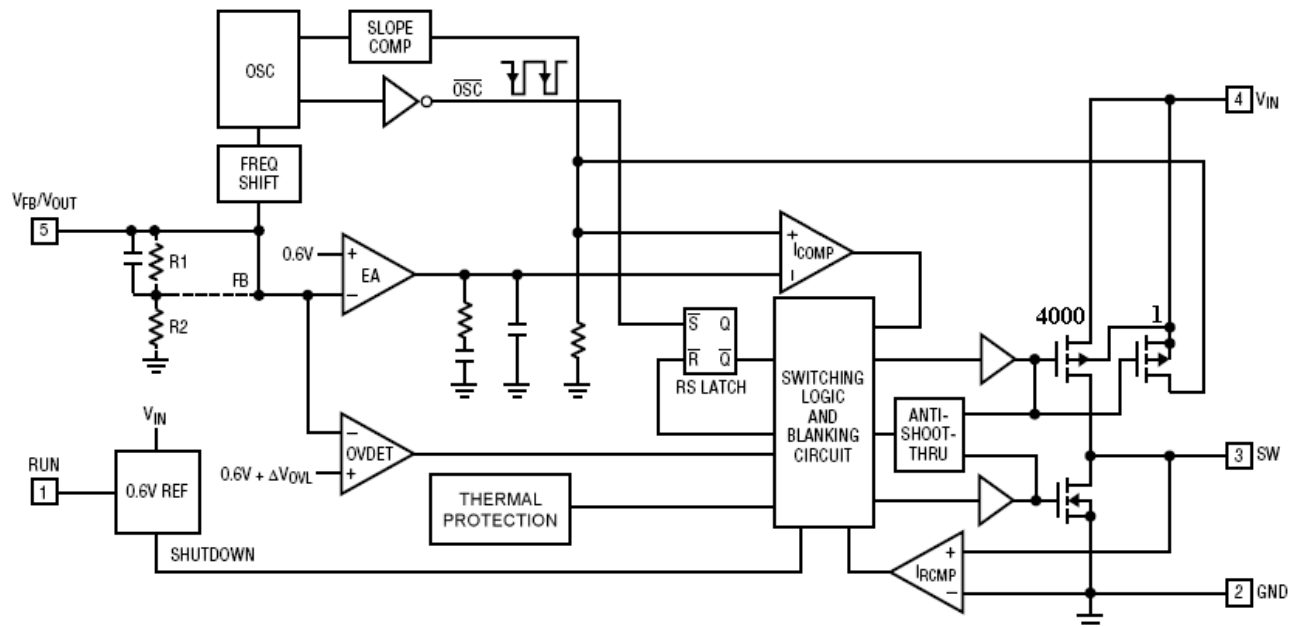 OSC
SLOPE
COMP
OSC
FREQ
SHIFT
4
VIN
VFB/VOUT
5
R1
FB
R2
0.6V
+
−
EA
+
−
ICOMP
S Q
R Q
RS LATCH
SWITCHING
LOGIC
AND
BLANKING
CIRCUIT
4000
1
ANTI-
SHOOT-
THRU
VIN
RUN
1
0.6V REF
SHUTDOWN
−
+
OVDET
0.6V + ΔVOVL
THERMAL
PROTECTION
3
SW
+
−
IRCMP
2
GND